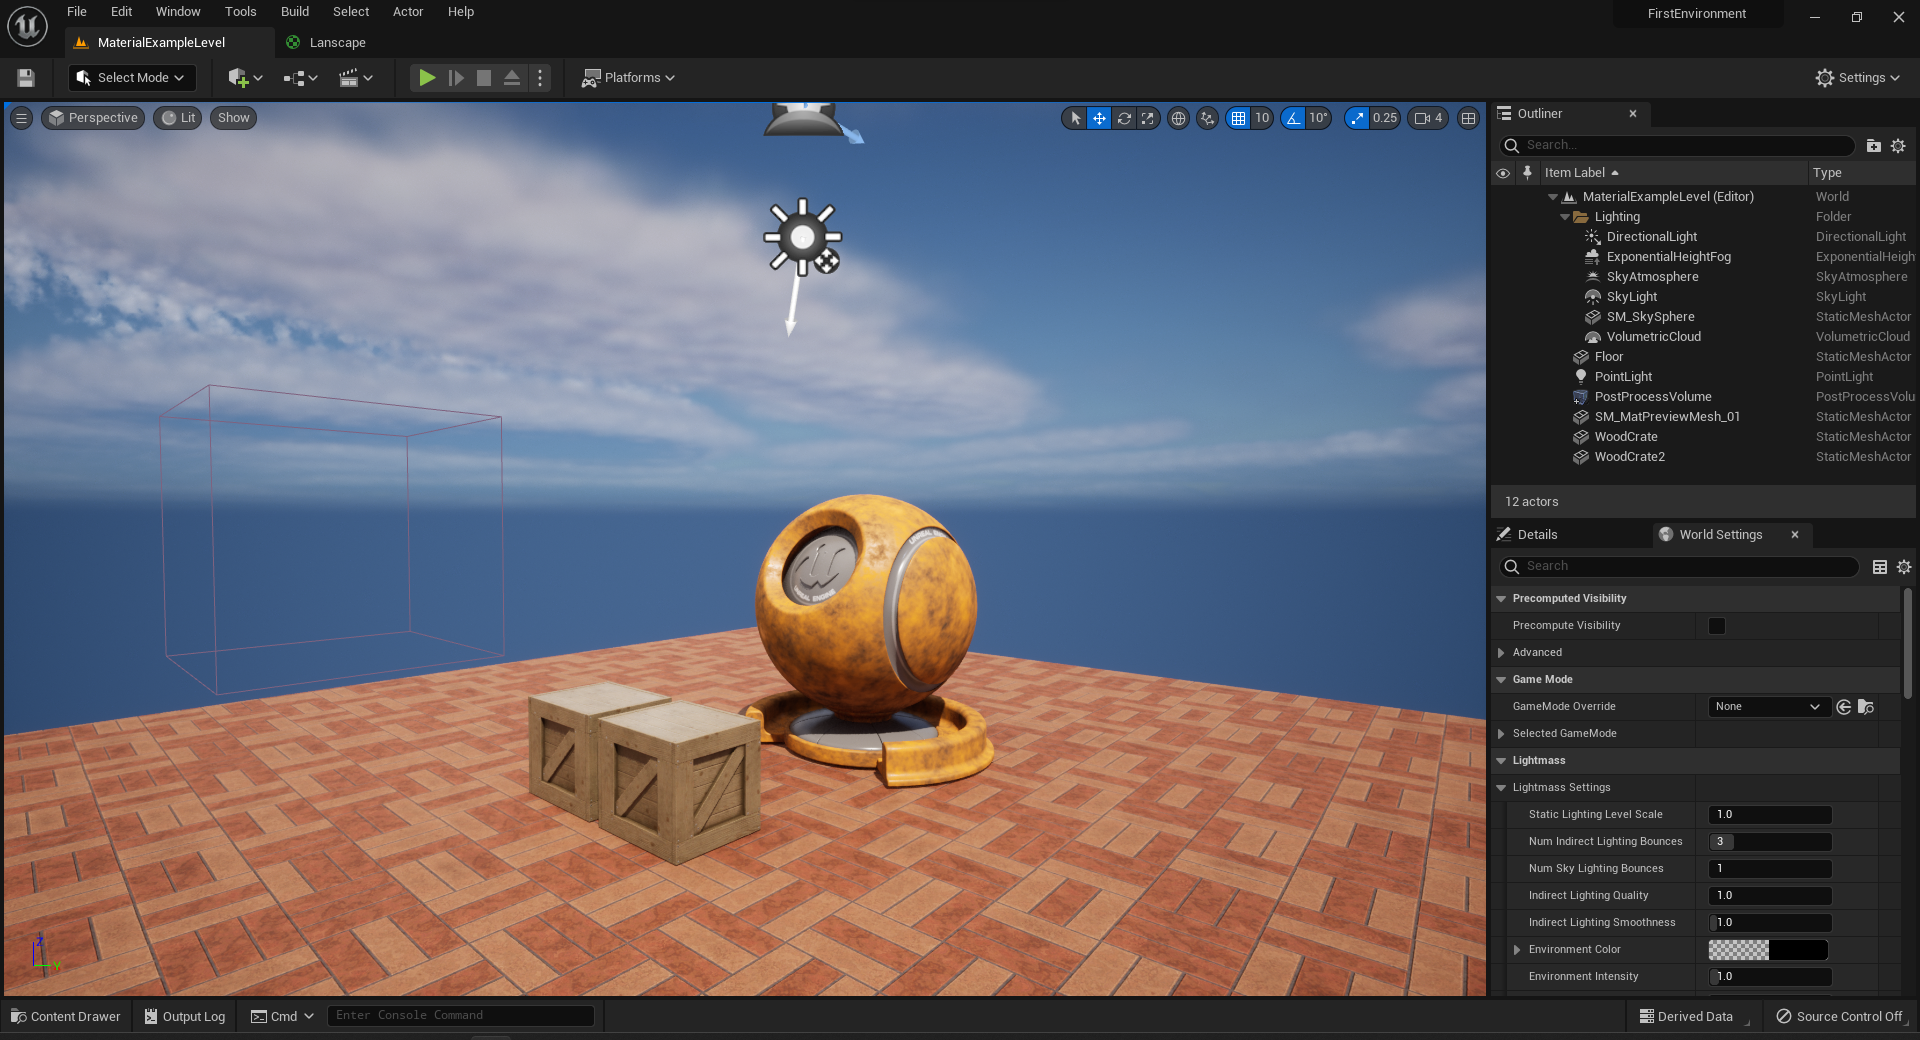 File Edit Window Tools Build Select Actor Help
FirstEnvironment
MaterialExampleLevel
Lanscape
Select Mode
Platforms
Settings
Perspective Lit Show
10 10° 0.25 4
UNREAL ENGINE
Outliner
Search...
Item Label Type
MaterialExampleLevel (Editor) World
Lighting Folder
DirectionalLight DirectionalLight
ExponentialHeightFog ExponentialHeigh
SkyAtmosphere SkyAtmosphere
SkyLight SkyLight
SM_SkySphere StaticMeshActor
VolumetricCloud VolumetricCloud
Floor StaticMeshActor
PointLight PointLight
PostProcessVolume PostProcessVolu
SM_MatPreviewMesh_01 StaticMeshActor
WoodCrate StaticMeshActor
WoodCrate2 StaticMeshActor
12 actors
Details World Settings
Search
Precomputed Visibility
Precompute Visibility
Advanced
Game Mode
GameMode Override None
Selected GameMode
Lightmass
Lightmass Settings
Static Lighting Level Scale 1.0
Num Indirect Lighting Bounces 3
Num Sky Lighting Bounces 1
Indirect Lighting Quality 1.0
Indirect Lighting Smoothness 1.0
Environment Color
Environment Intensity 1.0
Z
Y
Content Drawer Output Log Cmd Enter Console Command
Derived Data Source Control Off